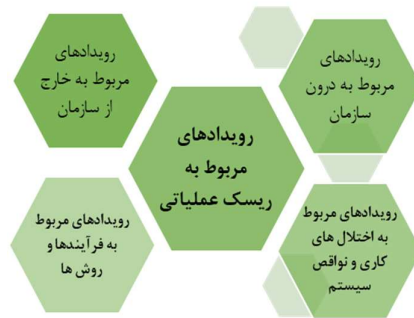 رویدادهای
مربوط به درون
سازمان
رویدادهای
مربوط به خارج
از سازمان
رویدادهای
مربوط به
ریسک عملیاتی
رویدادهای مربوط
به اختلال های
کاری و نواقص
سیستم
رویدادهای مربوط
به فرآیندها و
روش ها